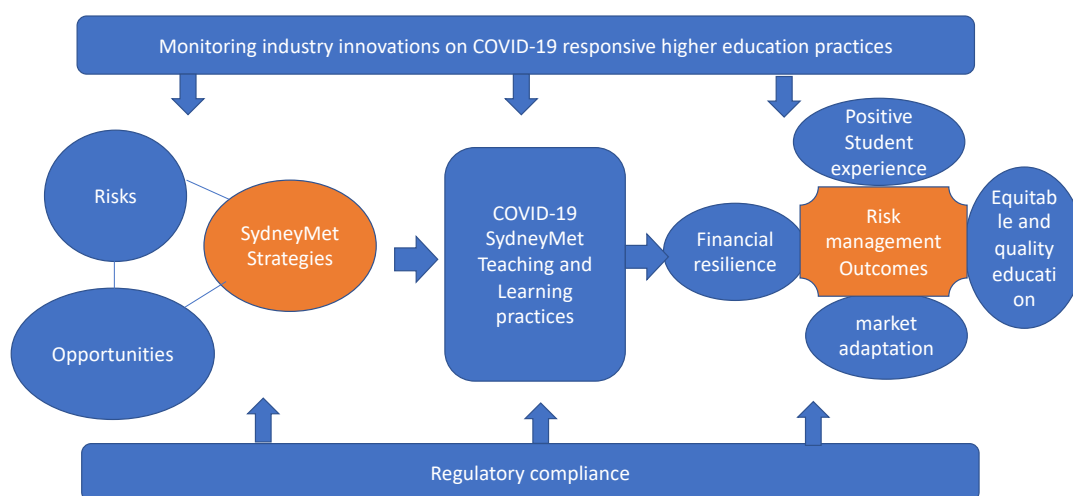 Monitoring industry innovations on COVID-19 responsive higher education practices
Risks
SydneyMet
Strategies
Opportunities
COVID-19
SydneyMet
Teaching and
Learning
practices
Financial
resilience
Positive
Student
experience
Risk
management
Outcomes
Equitab
le and
quality
educati
on
market
adaptation
Regulatory compliance